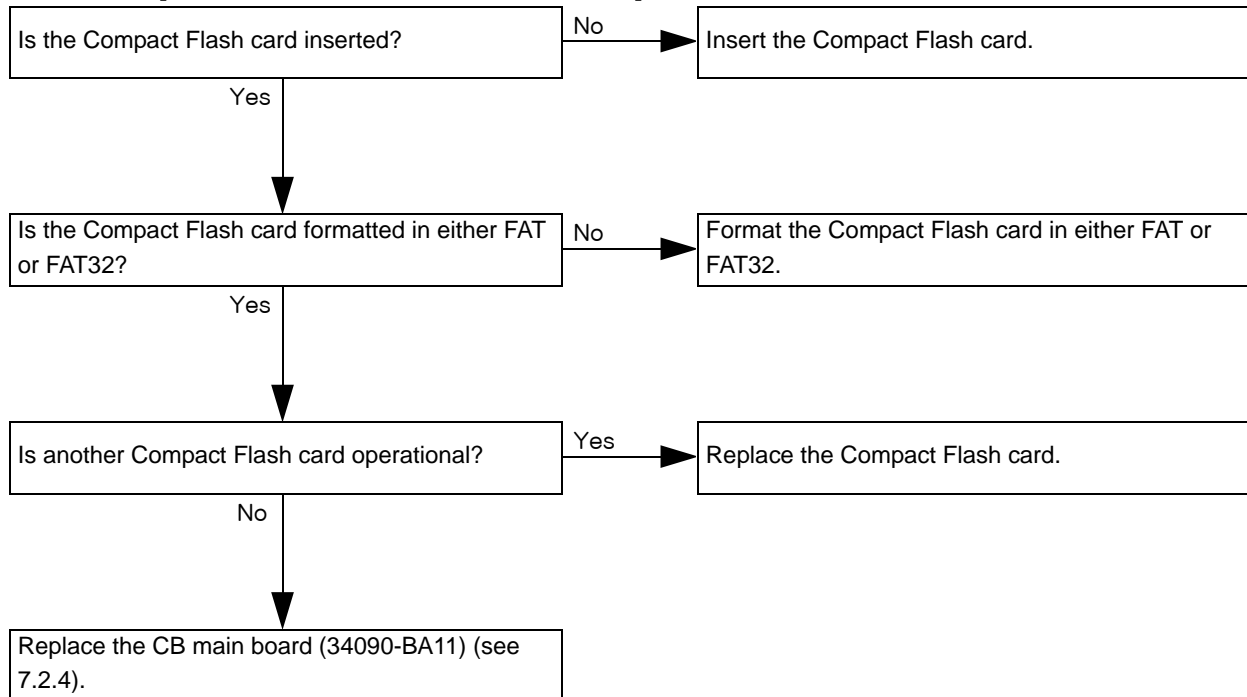 Is the Compact Flash card inserted?
No
Insert the Compact Flash card.
Yes
Is the Compact Flash card formatted in either FAT
or FAT32?
No
Format the Compact Flash card in either FAT or
FAT32.
Yes
Is another Compact Flash card operational?
Yes
Replace the Compact Flash card.
No
Replace the CB main board (34090-BA11) (see
7.2.4).